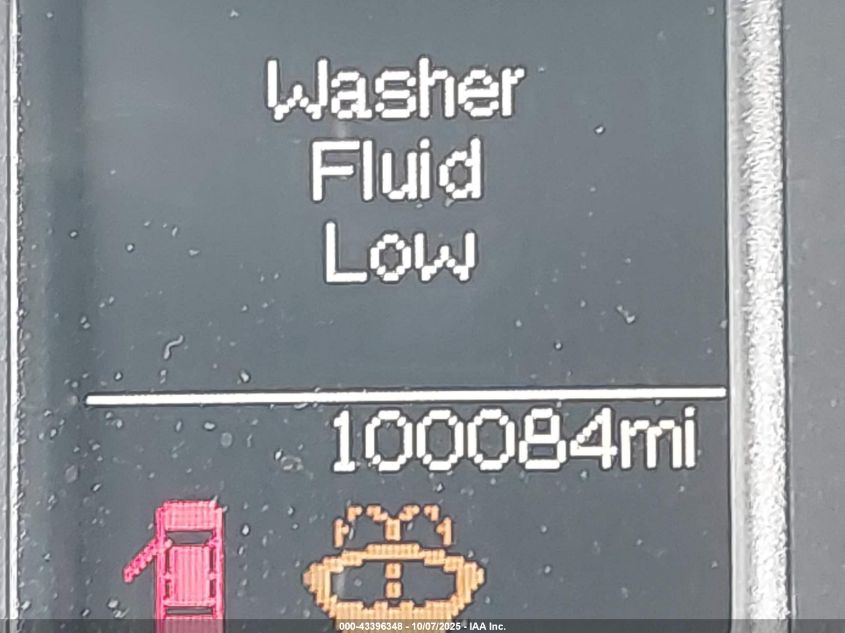 Washer
Fluid
Low
100084mi
000-43396348 - 10/07/2025 - IAA Inc.